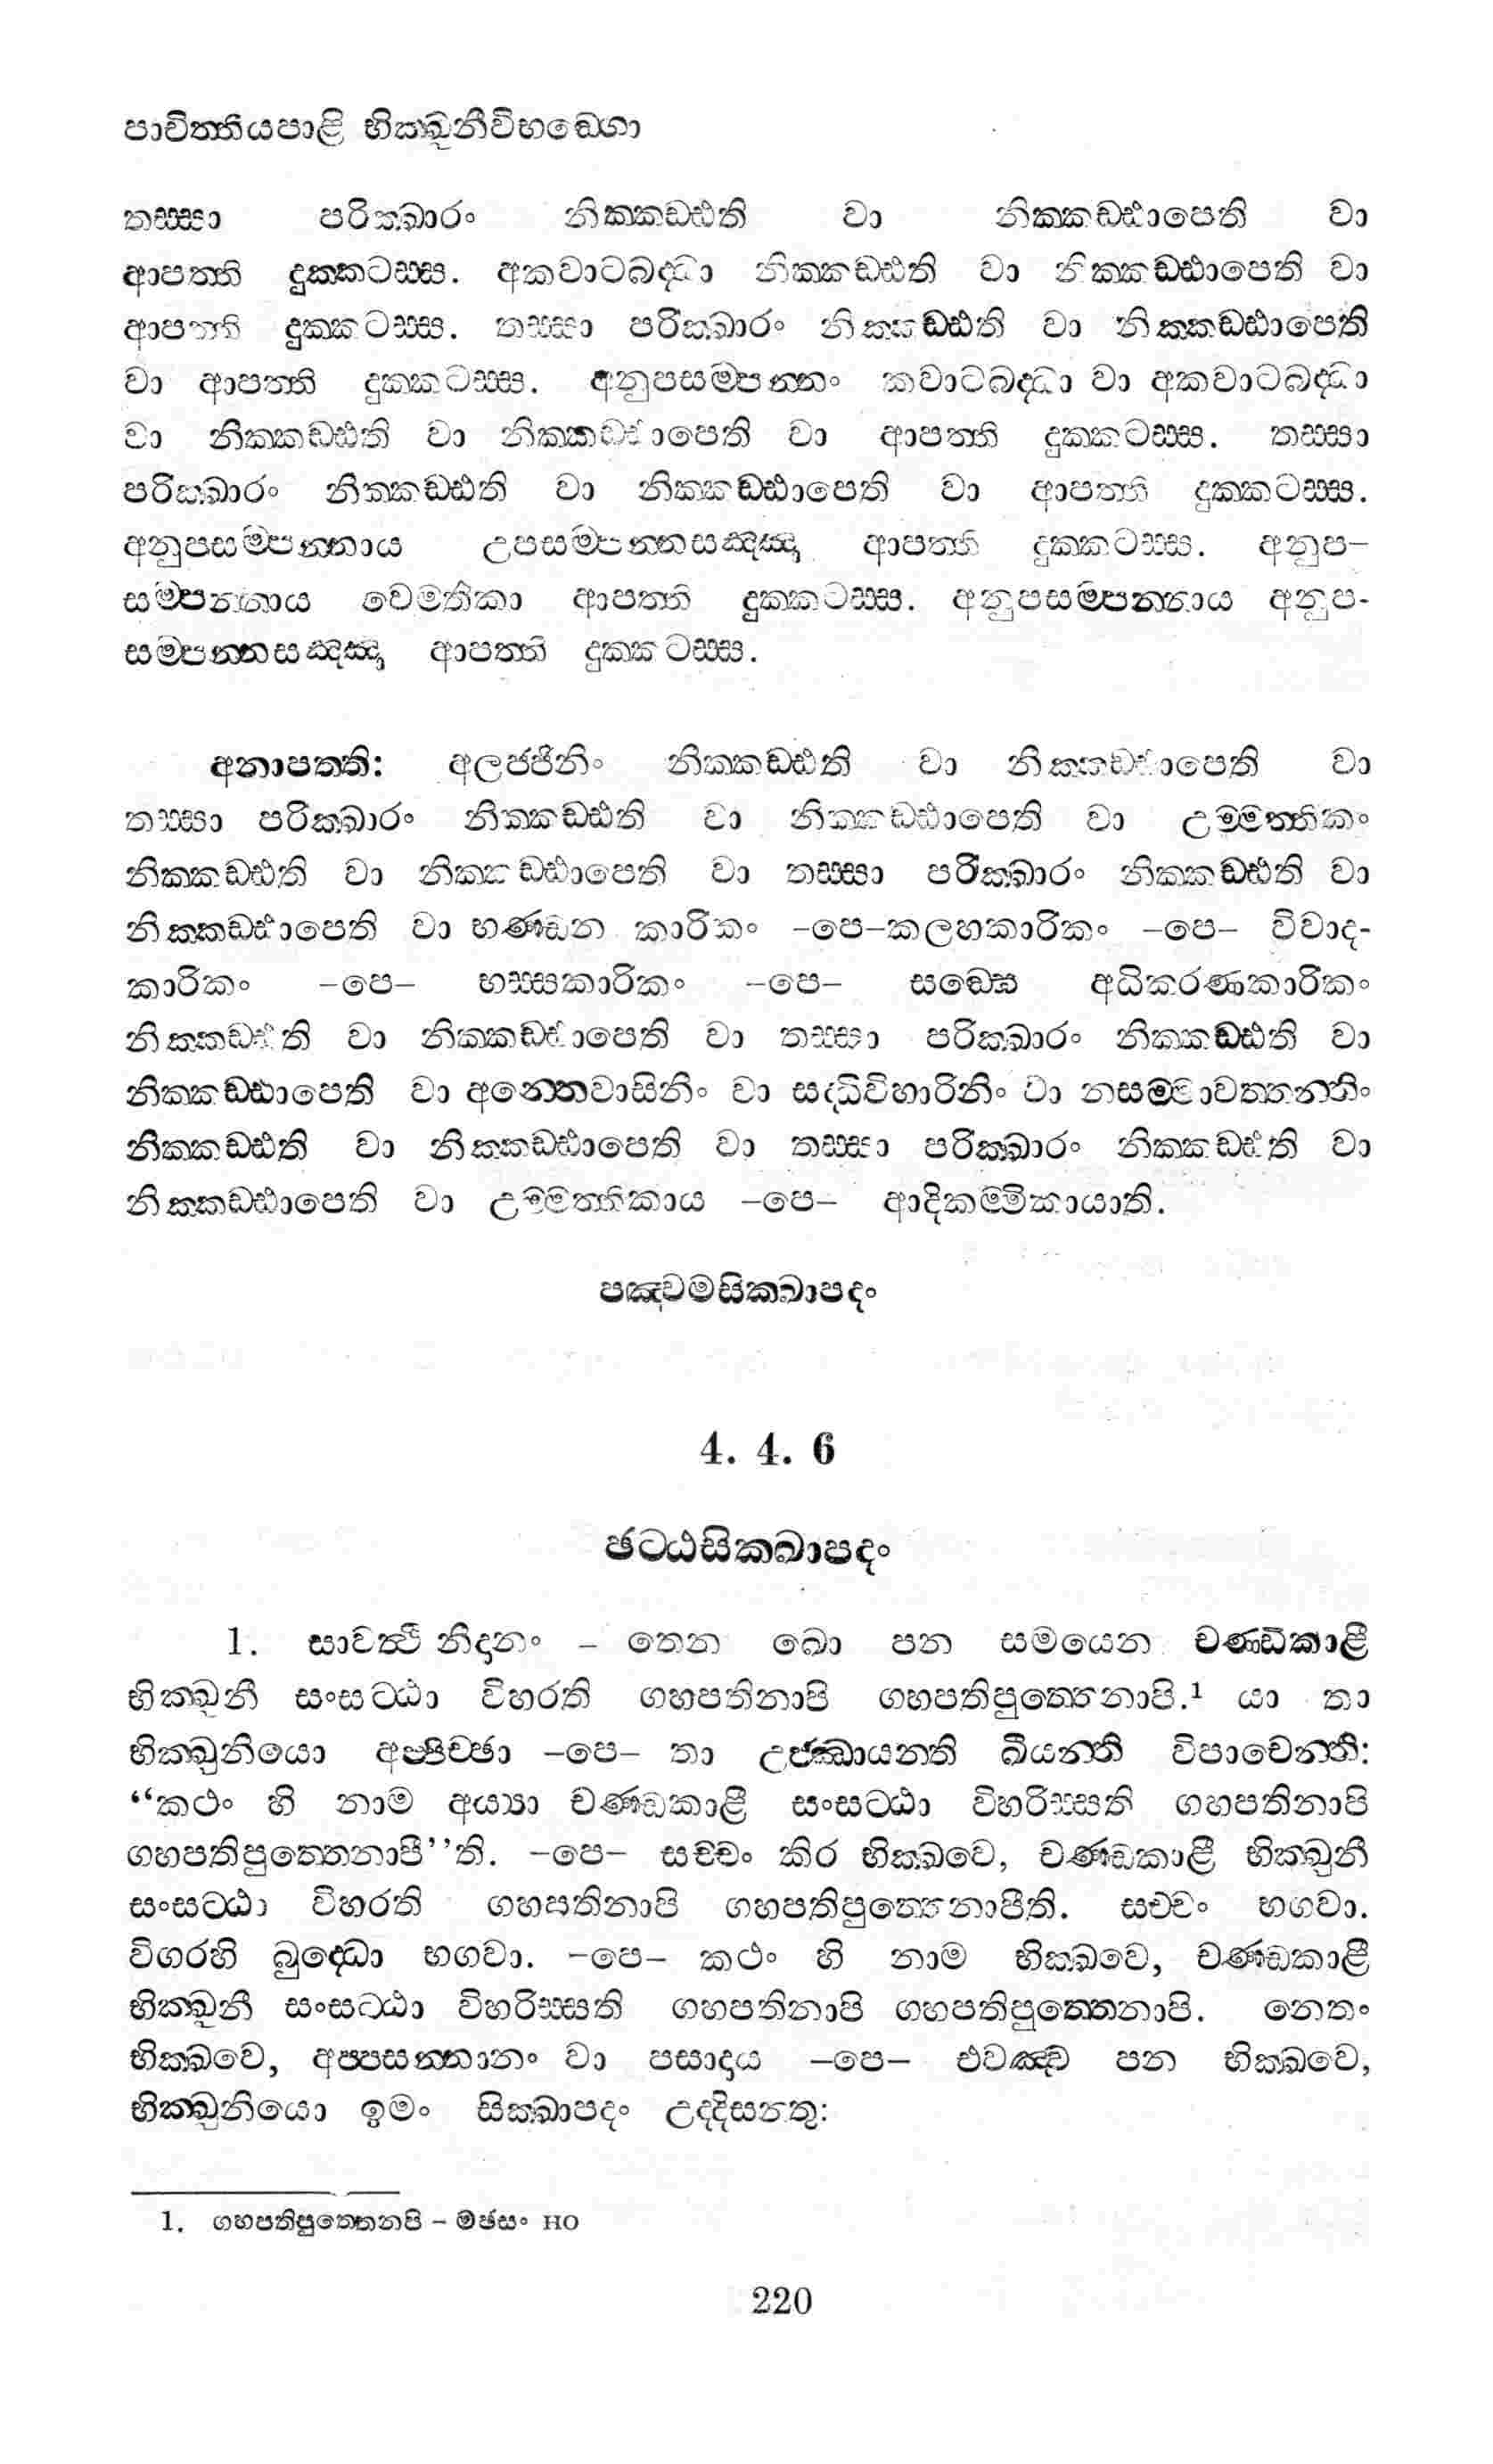 පාචිත්තියපාළි භික්ඛුනීවිභඞ්ගො
තස්සා පරික්ඛාරං නික්කඩ්ඪති වා නික්කඩ්ඪාපෙති වා
ආපත්ති දුක්කටස්ස. අකවාටබද්ධා නික්කඩ්ඪති වා නික්කඩ්ඪාපෙති වා
ආපත්ති දුක්කටස්ස. තස්සා පරික්ඛාරං නික්කඩ්ඪති වා නික්කඩ්ඪාපෙති
වා ආපත්ති දුක්කටස්ස. අනුපසම්පන්නං කවාටබද්ධා වා අකවාටබද්ධා
වා නික්කඩ්ඪති වා නික්කඩ්ඪාපෙති වා ආපත්ති දුක්කටස්ස. තස්සා
පරික්ඛාරං නික්කඩ්ඪති වා නික්කඩ්ඪාපෙති වා ආපත්ති දුක්කටස්ස.
අනුපසම්පන්නාය උපසම්පන්නසඤ්ඤා ආපත්ති දුක්කටස්ස. අනුප–
සම්පන්නාය වෙමතිකා ආපත්ති දුක්කටස්ස. අනුපසම්පන්නාය අනුප-
සම්පන්නසඤ්ඤා ආපත්ති දුක්කටස්ස.
අනාපත්ති: අලජ්ජිනිං නික්කඩ්ඪති වා නික්කඩ්ඪාපෙති වා
තස්සා පරික්ඛාරං නික්කඩ්ඪති වා නික්කඩ්ඪාපෙති වා උම්මත්තිකං
නික්කඩ්ඪති වා නික්කඩ්ඪාපෙති වා තස්සා පරික්ඛාරං නික්කඩ්ඪති වා
නික්කඩ්ඪාපෙති වා භණ්ඩන කාරිකං –පෙ–කලහකාරිකං –පෙ– විවාද-
කාරිකං –පෙ– භස්සකාරිකං –පෙ– සඞ්ඝෙ අධිකරණකාරිකං
නික්කඩ්ඪති වා නික්කඩ්ඪාපෙති වා තස්සා පරික්ඛාරං නික්කඩ්ඪති වා
නික්කඩ්ඪාපෙති වා අන්තෙවාසිනිං වා සද්ධිවිහාරිනිං වා නසම්මාවත්තන්තිං
නික්කඩ්ඪති වා නික්කඩ්ඪාපෙති වා තස්සා පරික්ඛාරං නික්කඩ්ඪති වා
නික්කඩ්ඪාපෙති වා උම්මත්තිකාය –පෙ– ආදිකම්මිකායාති.
පඤ්චමසික්ඛාපදං
4. 4. 6
ඡට්ඨසික්ඛාපදං
1. සාවත්ථි නිදානං – තෙන ඛො පන සමයෙන චණ්ඩිකාළී
භික්ඛුනී සංසට්ඨා විහරති ගහපතිනාපි ගහපතිපුත්තෙනාපි.¹ යා තා
භික්ඛුනියො අප්පිච්ඡා –පෙ– තා උජ්ඣායන්ති ඛීයන්ති විපාචෙන්ති:
“කථං හි නාම අය්‍යා චණ්ඩකාළී සංසට්ඨා විහරිස්සති ගහපතිනාපි
ගහපතිපුත්තෙනාපී’’ති. –පෙ– සච්චං කිර භික්ඛවෙ, චණ්ඩකාළී භික්ඛුනී
සංසට්ඨා විහරති ගහපතිනාපි ගහපතිපුත්තෙනාපීති. සච්චං භගවා.
විගරහි බුද්ධො භගවා. –පෙ– කථං හි නාම භික්ඛවෙ, චණ්ඩකාළී
භික්ඛුනී සංසට්ඨා විහරිස්සති ගහපතිනාපි ගහපතිපුත්තෙනාපි. නෙතං
භික්ඛවෙ, අප්පසන්නානං වා පසාදාය –පෙ– එවඤ්ච පන භික්ඛවෙ,
භික්ඛුනියො ඉමං සික්ඛාපදං උද්දිසන්තු:
1. ගහපතිපුත්තෙනපි – මඡසං HO
220